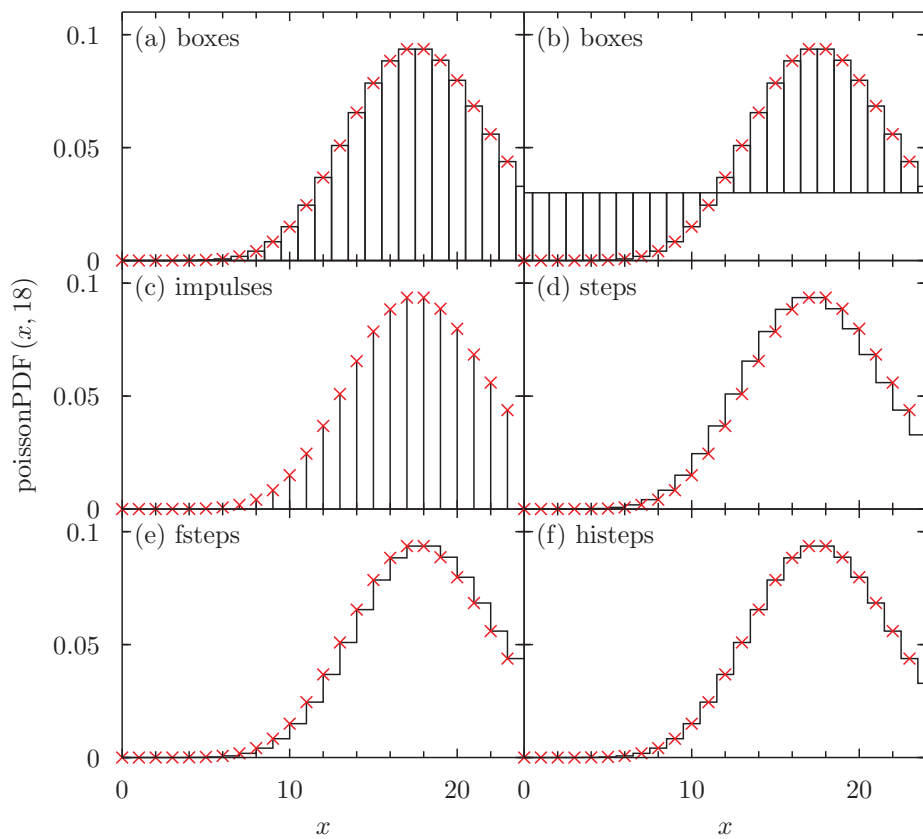 0.1
(a) boxes
(b) boxes
0.05
0
0.1
(c) impulses
(d) steps
poissonPDF (x, 18)
0.05
0
0.1
(e) fsteps
(f) histeps
0.05
0
0 10 20 0 10 20
x x